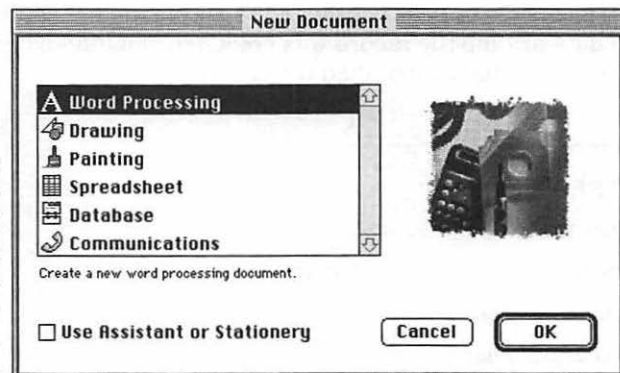 New Document
Word Processing
Drawing
Painting
Spreadsheet
Database
Communications
Create a new word processing document.
Use Assistant or Stationery
Cancel
OK